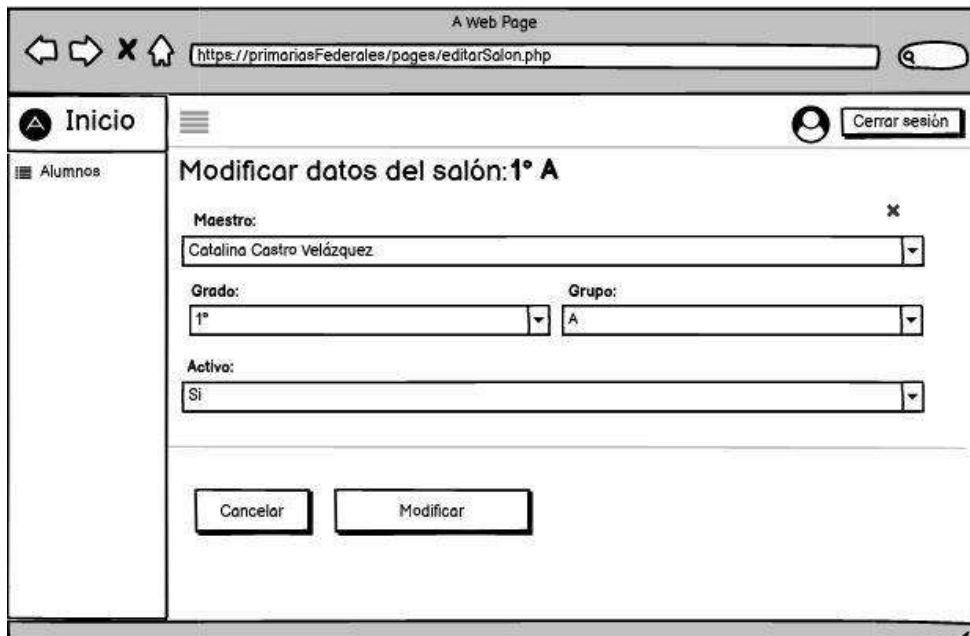 A Web Page
https://primariasFederales/pages/editarSalon.php
Inicio
Cerrar sesión
Alumnos
Modificar datos del salón:1° A
Maestro:
Catalina Castro Velázquez
Grado: Grupo:
1° A
Activo:
Si
Cancelar Modificar